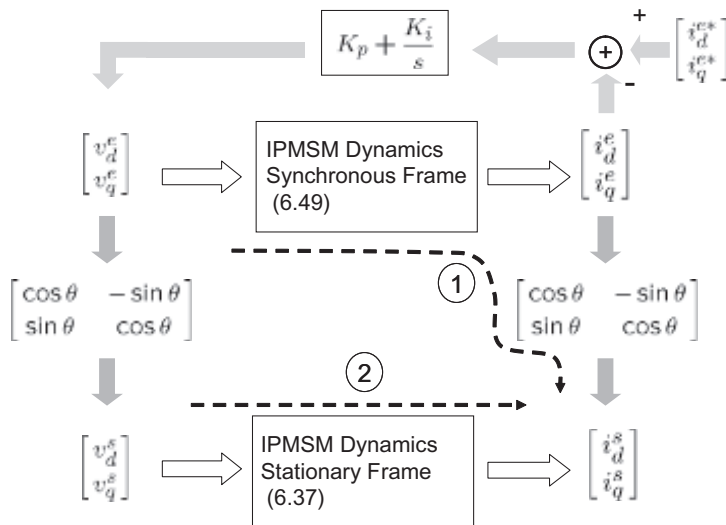 K_p + K_i/s
+
+
-
[i_d^{e*} i_q^{e*}]
[v_d^e v_q^e]
IPMSM Dynamics
Synchronous Frame
(6.49)
[i_d^e i_q^e]
1
[cos θ − sin θ
sin θ cos θ]
[cos θ − sin θ
sin θ cos θ]
2
[v_d^s v_q^s]
IPMSM Dynamics
Stationary Frame
(6.37)
[i_d^s i_q^s]